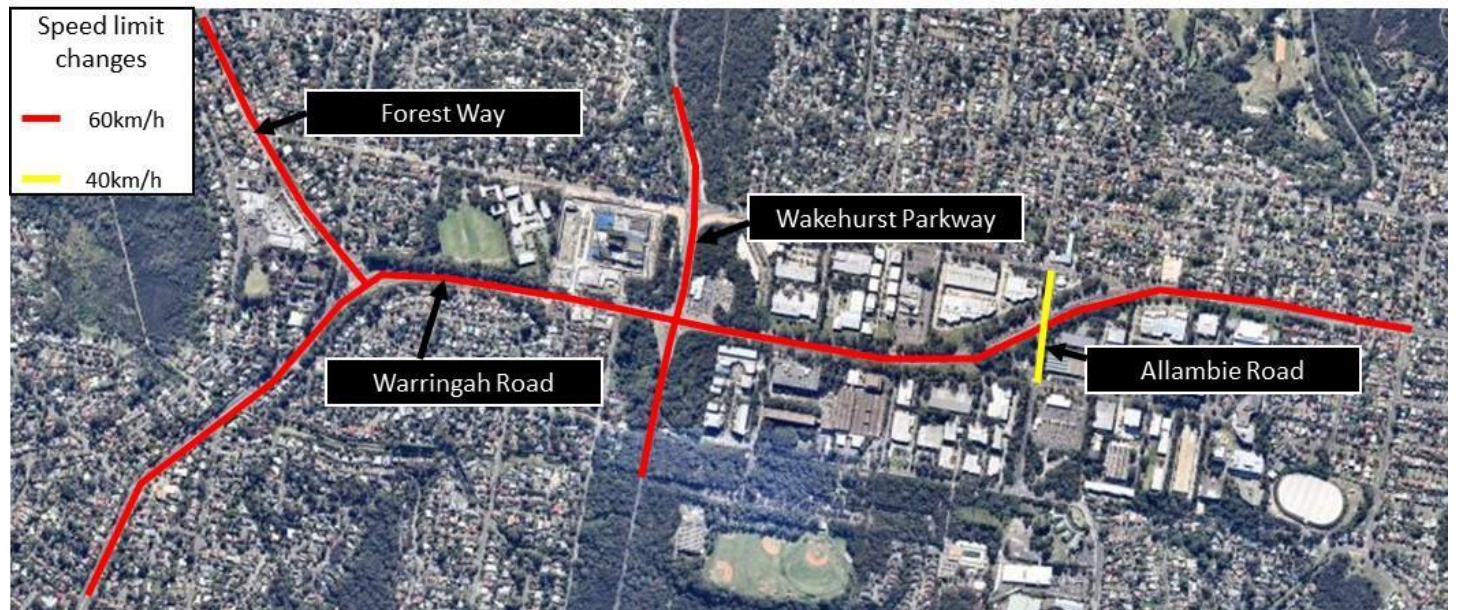 Speed limit
changes
60km/h
40km/h
Forest Way
Wakehurst Parkway
Warringah Road
Allambie Road